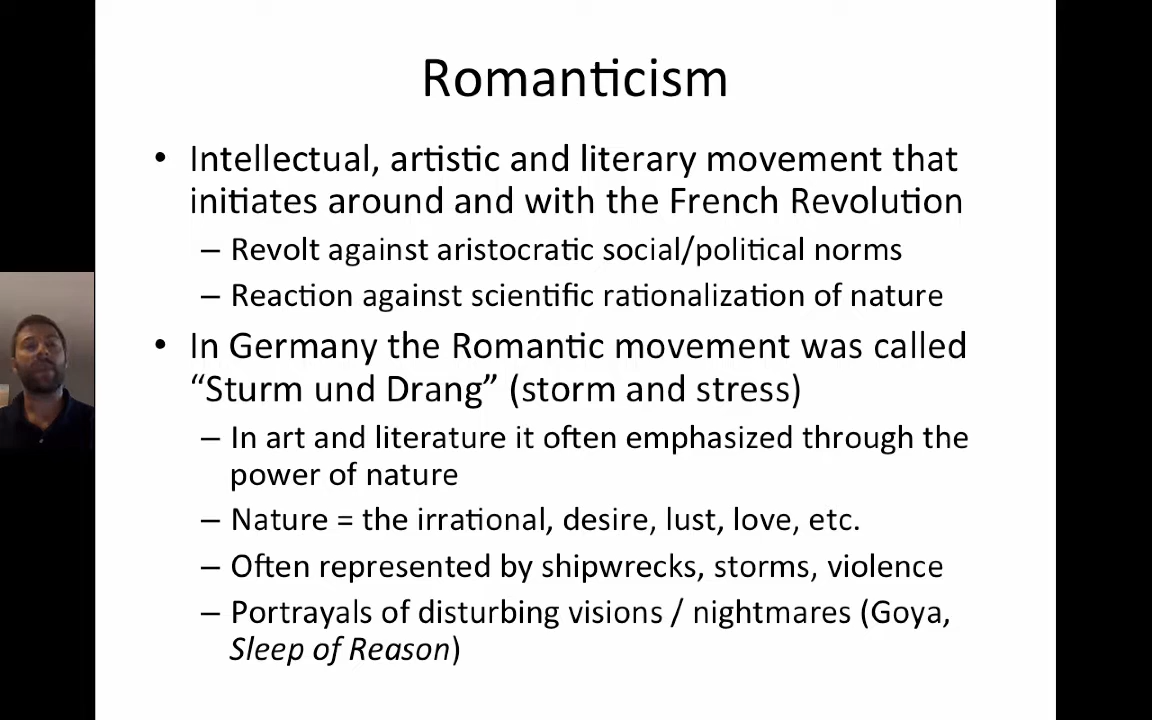 Romanticism
• Intellectual, artistic and literary movement that
initiates around and with the French Revolution
– Revolt against aristocratic social/political norms
– Reaction against scientific rationalization of nature
• In Germany the Romantic movement was called
“Sturm und Drang” (storm and stress)
– In art and literature it often emphasized through the
power of nature
– Nature = the irrational, desire, lust, love, etc.
– Often represented by shipwrecks, storms, violence
– Portrayals of disturbing visions / nightmares (Goya,
Sleep of Reason)